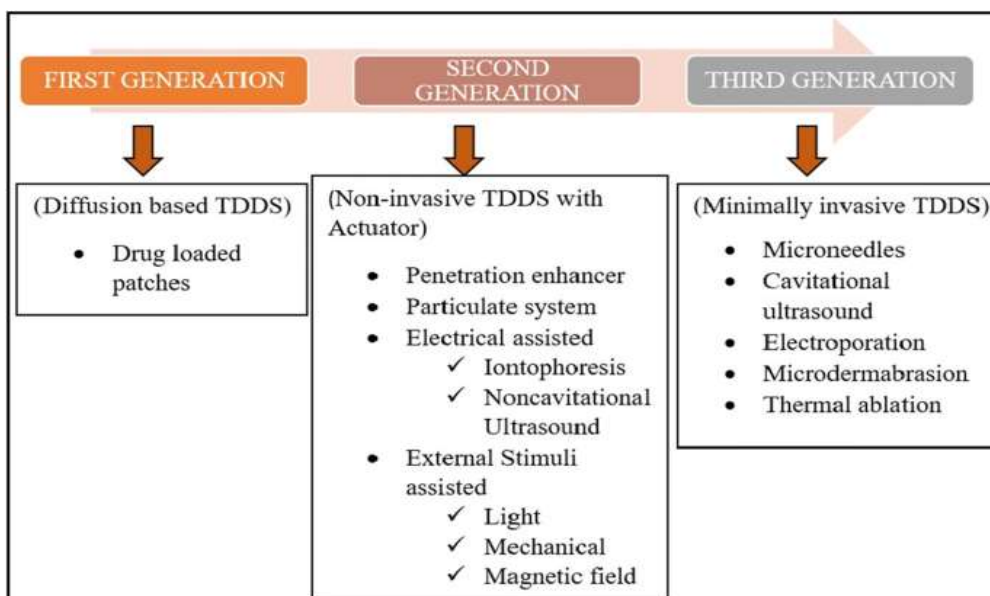 FIRST GENERATION
SECOND
GENERATION
THIRD GENERATION
(Diffusion based TDDS)
• Drug loaded
patches
(Non-invasive TDDS with
Actuator)
• Penetration enhancer
• Particulate system
• Electrical assisted
✓ Iontophoresis
✓ Noncavitational
Ultrasound
• External Stimuli
assisted
✓ Light
✓ Mechanical
✓ Magnetic field
(Minimally invasive TDDS)
• Microneedles
• Cavitational
ultrasound
• Electroporation
• Microdermabrasion
• Thermal ablation